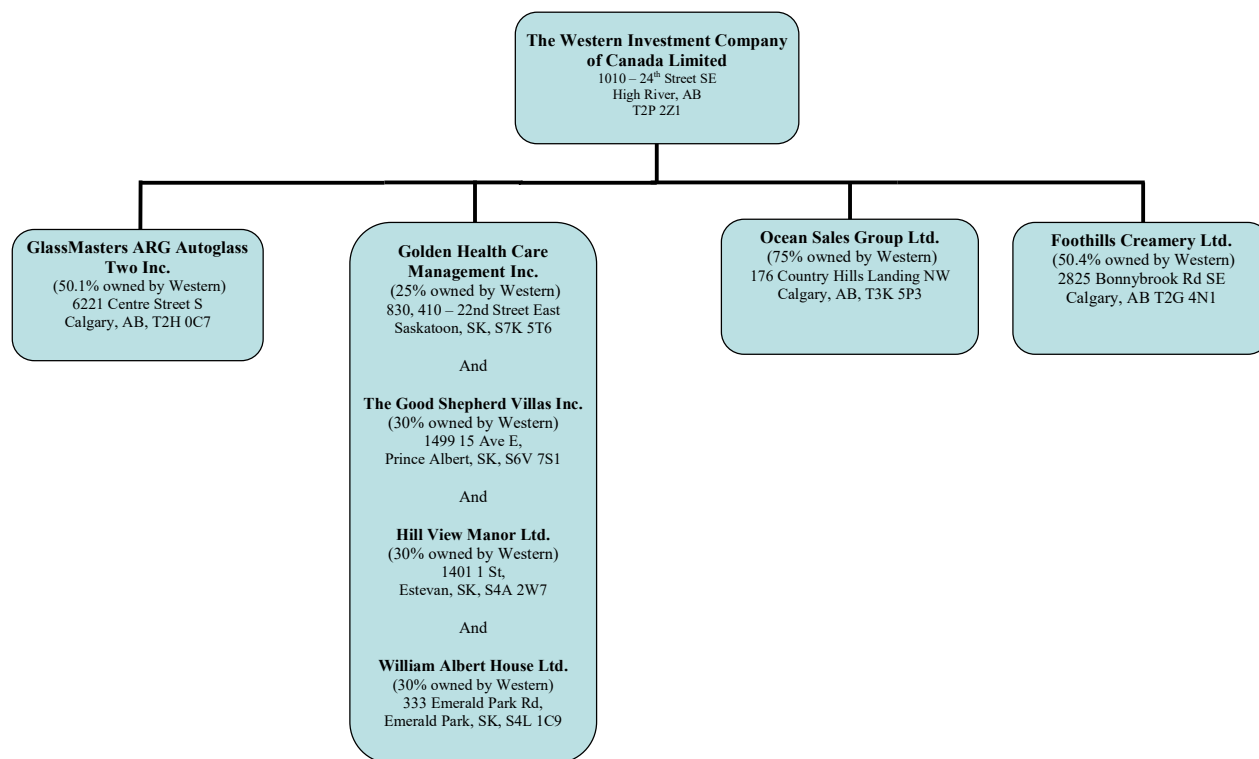 The Western Investment Company
of Canada Limited
1010 – 24th Street SE
High River, AB
T2P 2Z1
GlassMasters ARG Autoglass
Two Inc.
(50.1% owned by Western)
6221 Centre Street S
Calgary, AB, T2H 0C7
Golden Health Care
Management Inc.
(25% owned by Western)
830, 410 – 22nd Street East
Saskatoon, SK, S7K 5T6
And
The Good Shepherd Villas Inc.
(30% owned by Western)
1499 15 Ave E,
Prince Albert, SK, S6V 7S1
And
Hill View Manor Ltd.
(30% owned by Western)
1401 1 St,
Estevan, SK, S4A 2W7
And
William Albert House Ltd.
(30% owned by Western)
333 Emerald Park Rd,
Emerald Park, SK, S4L 1C9
Ocean Sales Group Ltd.
(75% owned by Western)
176 Country Hills Landing NW
Calgary, AB, T3K 5P3
Foothills Creamery Ltd.
(50.4% owned by Western)
2825 Bonnybrook Rd SE
Calgary, AB T2G 4N1